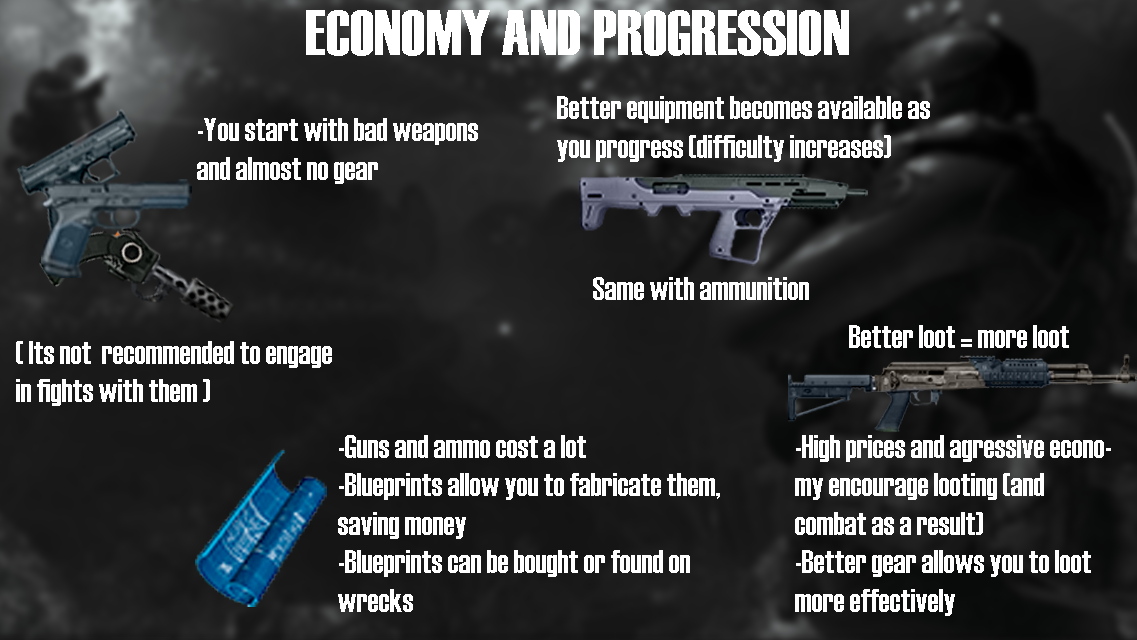 ECONOMY AND PROGRESSION
-You start with bad weapons
and almost no gear
Better equipment becomes available as
you progress (difficulty increases)
Same with ammunition
( Its not  recommended to engage
in fights with them )
Better loot = more loot
-Guns and ammo cost a lot
-Blueprints allow you to fabricate them,
saving money
-Blueprints can be bought or found on
wrecks
-High prices and agressive econo-
my encourage looting (and
combat as a result)
-Better gear allows you to loot
more effectively